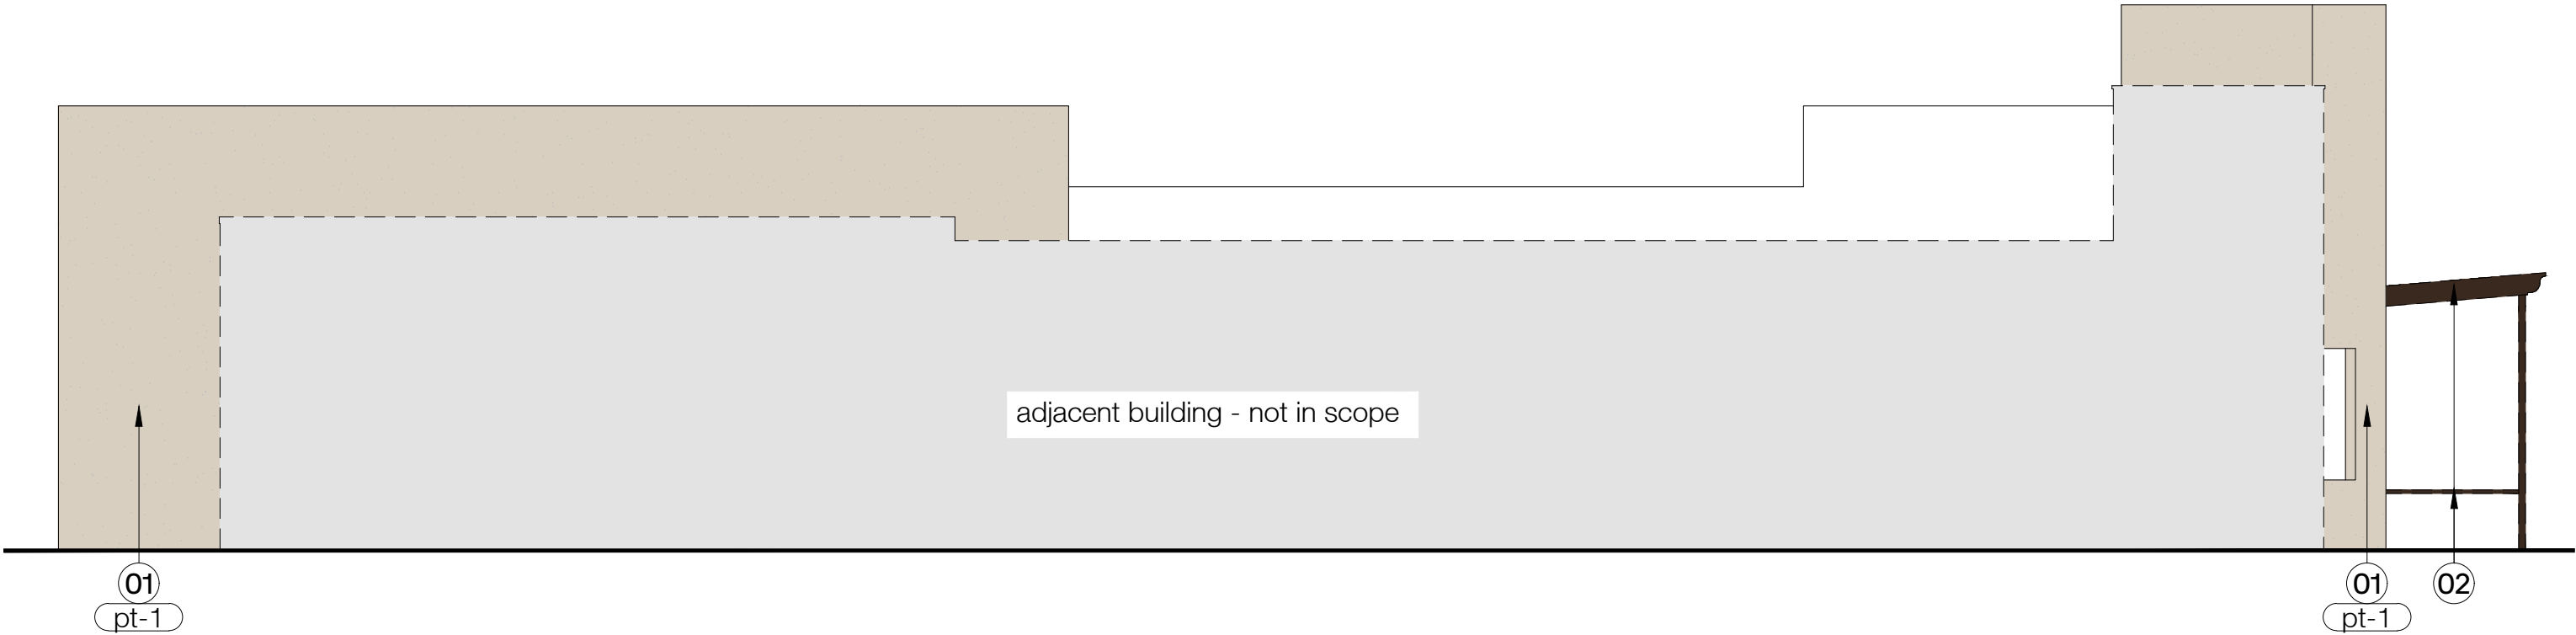 adjacent building - not in scope
01
pt-1
01
pt-1
02